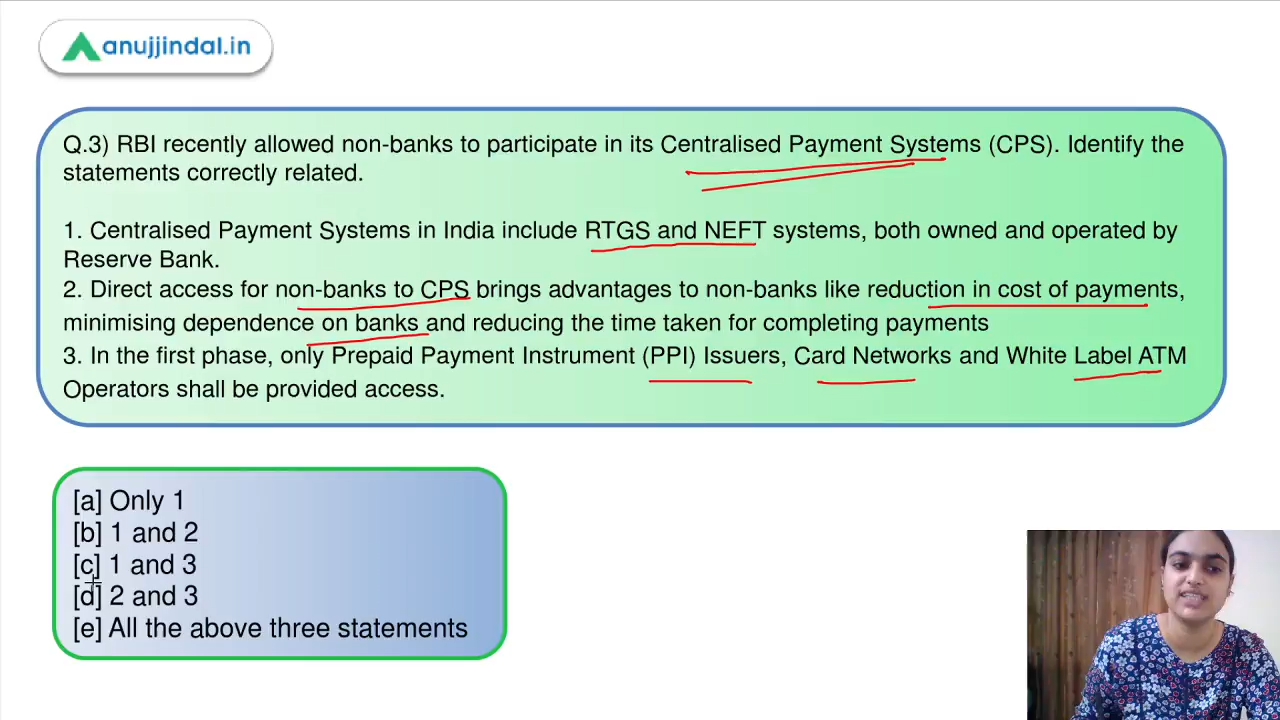 anujjindal.in
Q.3) RBI recently allowed non-banks to participate in its Centralised Payment Systems (CPS). Identify the
statements correctly related.
1. Centralised Payment Systems in India include RTGS and NEFT systems, both owned and operated by
Reserve Bank.
2. Direct access for non-banks to CPS brings advantages to non-banks like reduction in cost of payments,
minimising dependence on banks and reducing the time taken for completing payments
3. In the first phase, only Prepaid Payment Instrument (PPI) Issuers, Card Networks and White Label ATM
Operators shall be provided access.
[a] Only 1
[b] 1 and 2
[c] 1 and 3
[d] 2 and 3
[e] All the above three statements